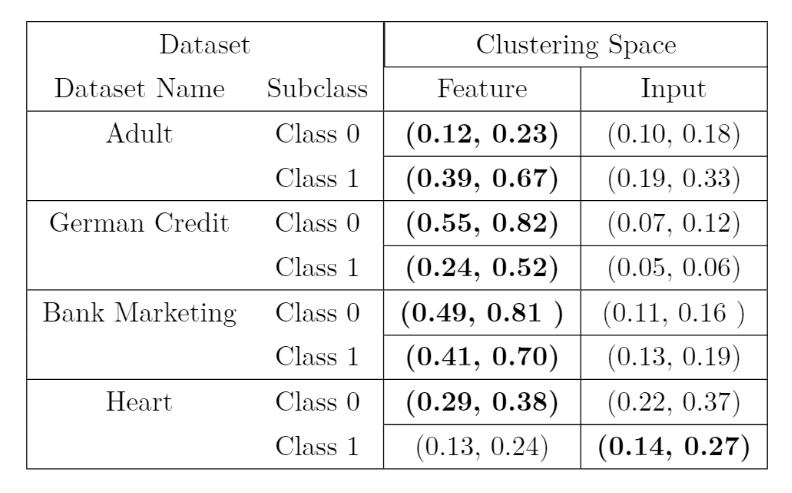 Dataset Clustering Space
Dataset Name Subclass Feature Input
Adult Class 0 (0.12, 0.23) (0.10, 0.18)
Class 1 (0.39, 0.67) (0.19, 0.33)
German Credit Class 0 (0.55, 0.82) (0.07, 0.12)
Class 1 (0.24, 0.52) (0.05, 0.06)
Bank Marketing Class 0 (0.49, 0.81 ) (0.11, 0.16 )
Class 1 (0.41, 0.70) (0.13, 0.19)
Heart Class 0 (0.29, 0.38) (0.22, 0.37)
Class 1 (0.13, 0.24) (0.14, 0.27)